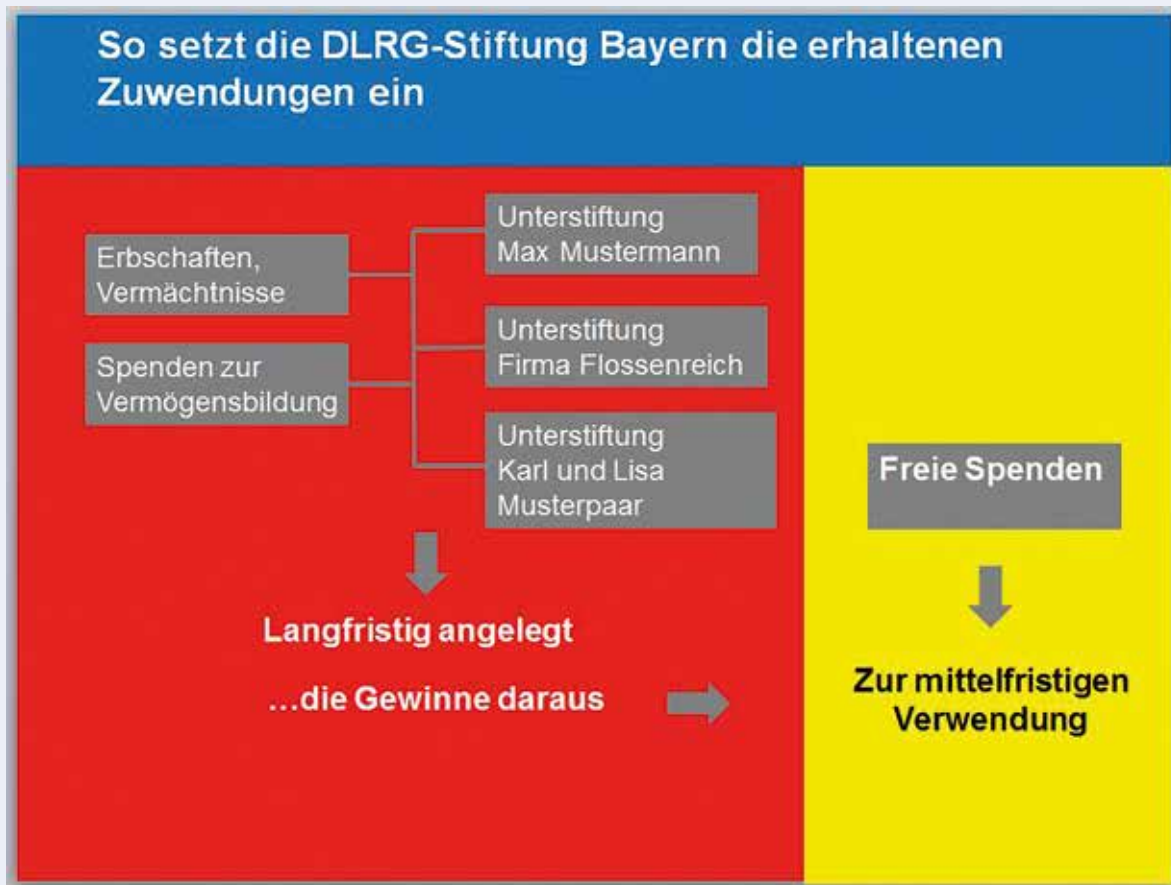 So setzt die DLRG-Stiftung Bayern die erhaltenen
Zuwendungen ein
Erbschaften,
Vermächtnisse
Spenden zur
Vermögensbildung
Unterstiftung
Max Mustermann
Unterstiftung
Firma Flossenreich
Unterstiftung
Karl und Lisa
Musterpaar
Langfristig angelegt
...die Gewinne daraus
Freie Spenden
Zur mittelfristigen
Verwendung